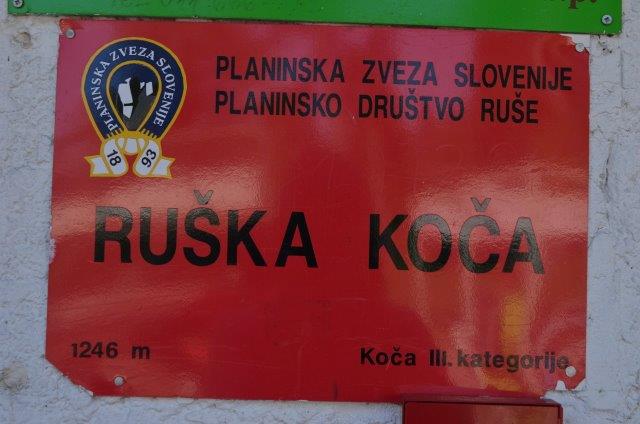 PLANINSKA ZVEZA SLOVENIJE
18 93
PLANINSKA ZVEZA SLOVENIJE
PLANINSKO DRUŠTVO RUŠE
RUŠKA KOČA
1246 m
Koča III. kategorije